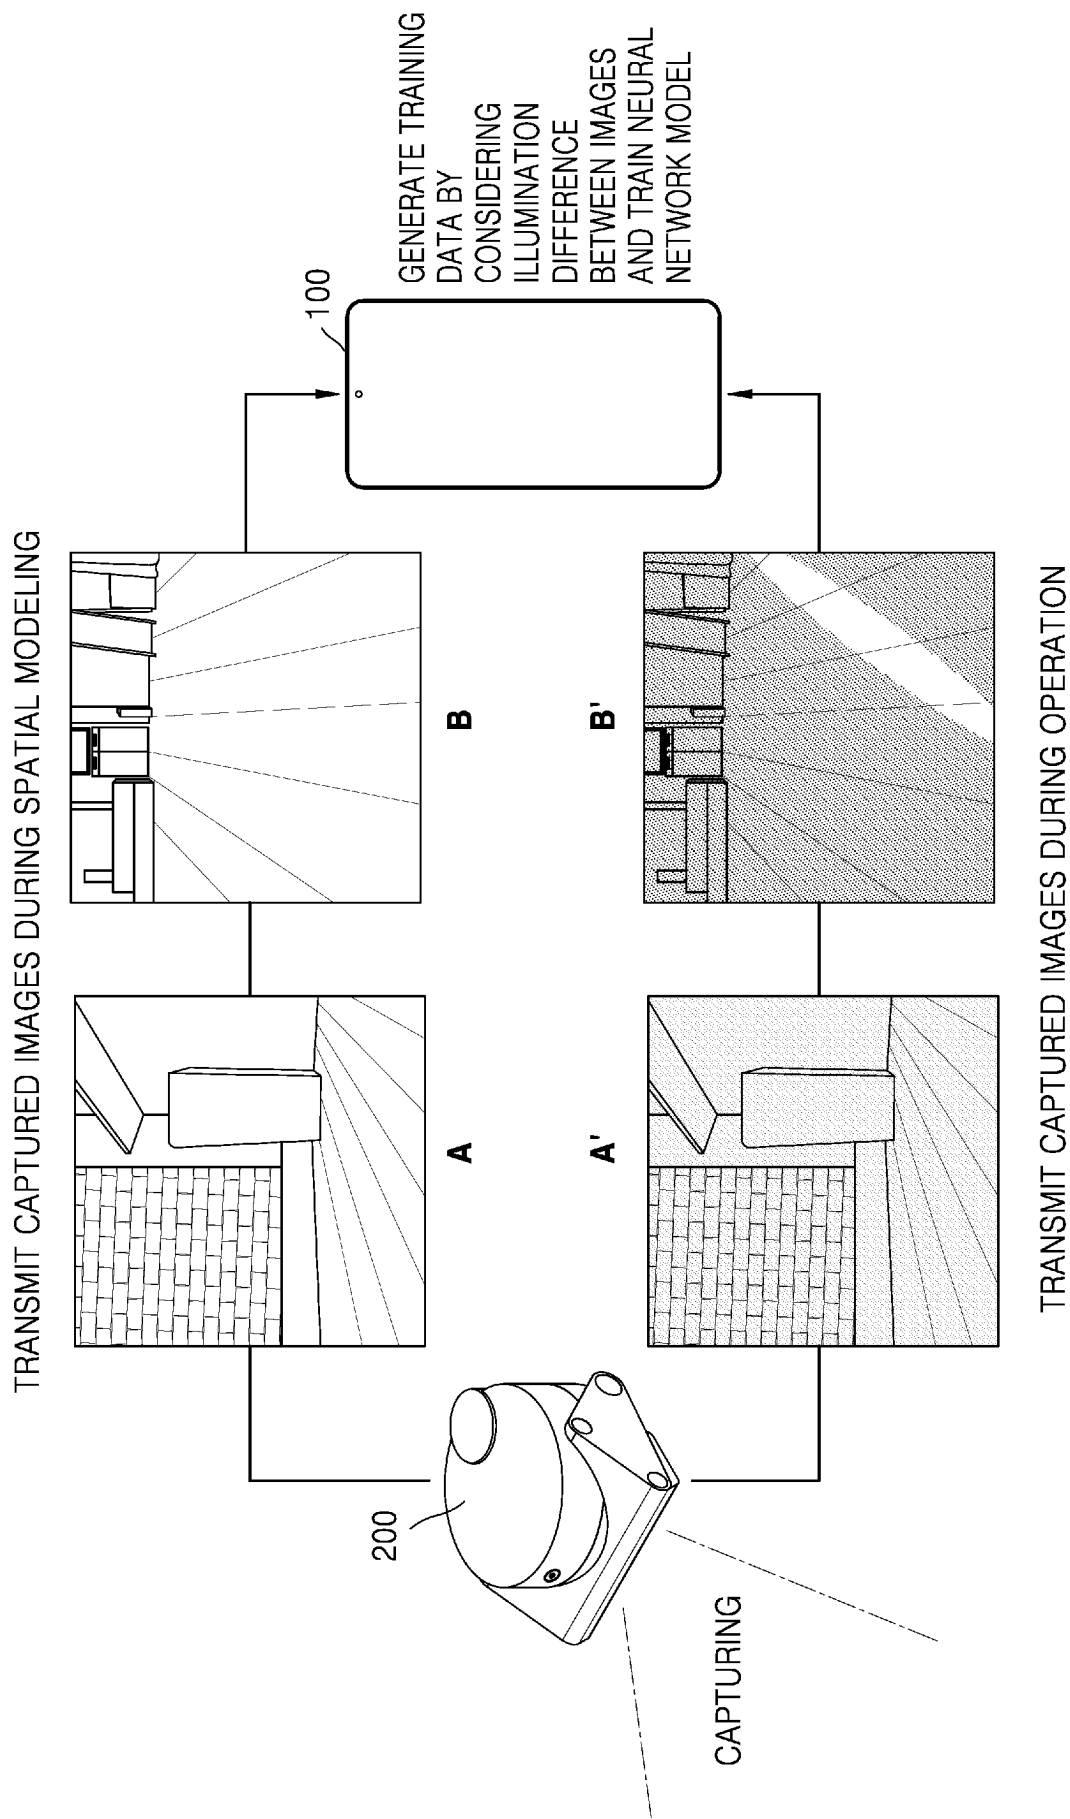 TRANSMIT CAPTURED IMAGES DURING SPATIAL MODELING
200
A
B
100
GENERATE TRAINING
DATA BY
CONSIDERING
ILLUMINATION
DIFFERENCE
BETWEEN IMAGES
AND TRAIN NEURAL
NETWORK MODEL
CAPTURING
A'
B'
TRANSMIT CAPTURED IMAGES DURING OPERATION